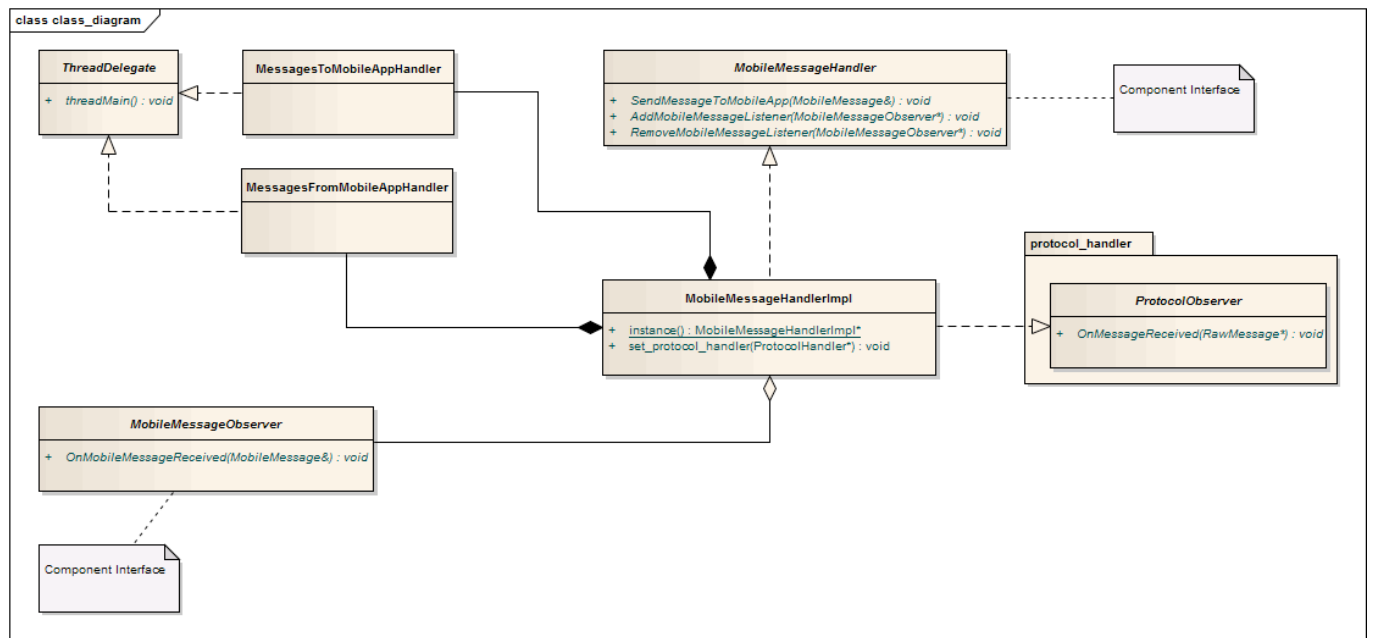 class class_diagram
ThreadDelegate
+ threadMain() : void
MessagesToMobileAppHandler
MobileMessageHandler
+ SendMessageToMobileApp(MobileMessage&) : void
+ AddMobileMessageListener(MobileMessageObserver*) : void
+ RemoveMobileMessageListener(MobileMessageObserver*) : void
Component Interface
MessagesFromMobileAppHandler
protocol_handler
ProtocolObserver
+ OnMessageReceived(RawMessage*) : void
MobileMessageHandlerImpl
+ instance() : MobileMessageHandlerImpl*
+ set_protocol_handler(ProtocolHandler*) : void
MobileMessageObserver
+ OnMobileMessageReceived(MobileMessage&) : void
Component Interface